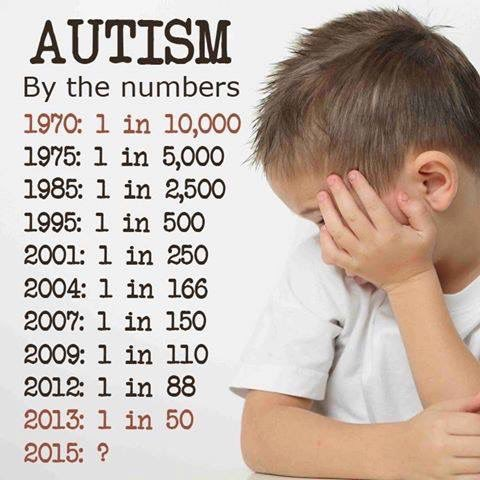 AUTISM
By the numbers
1970: 1 in 10,000
1975: 1 in 5,000
1985: 1 in 2,500
1995: 1 in 500
2001: 1 in 250
2004: 1 in 166
2007: 1 in 150
2009: 1 in 110
2012: 1 in 88
2013: 1 in 50
2015: ?